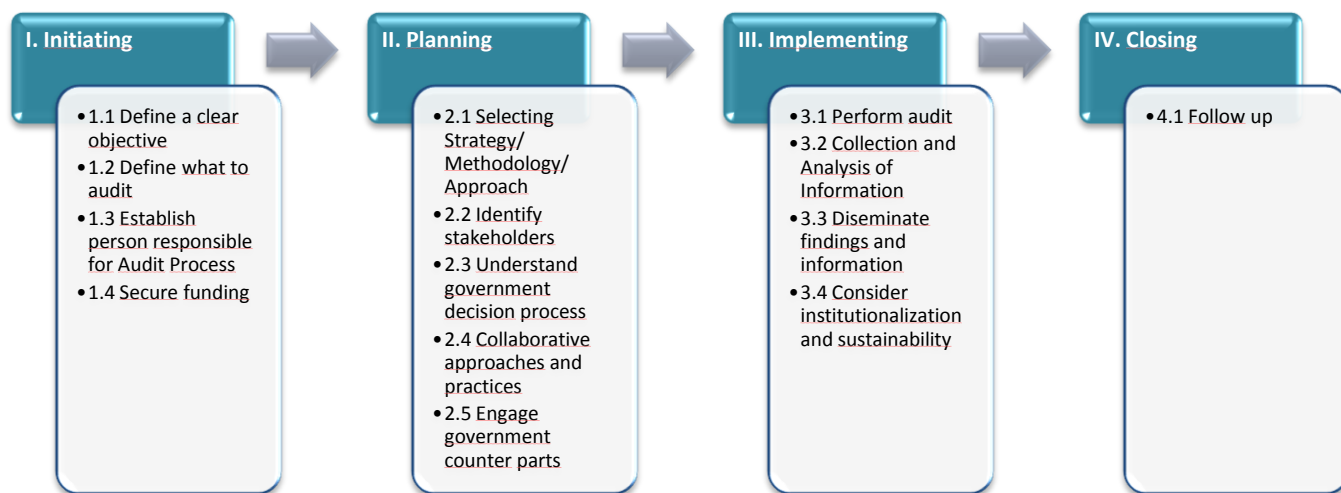 I. Initiating
•1.1 Define a clear
objective
•1.2 Define what to
audit
•1.3 Establish
person responsible
for Audit Process
•1.4 Secure funding
II. Planning
•2.1 Selecting
Strategy/
Methodology/
Approach
•2.2 Identify
stakeholders
•2.3 Understand
government
decision process
•2.4 Collaborative
approaches and
practices
•2.5 Engage
government
counter parts
III. Implementing
•3.1 Perform audit
•3.2 Collection and
Analysis of
Information
•3.3 Diseminate
findings and
information
•3.4 Consider
institutionalization
and sustainability
IV. Closing
•4.1 Follow up